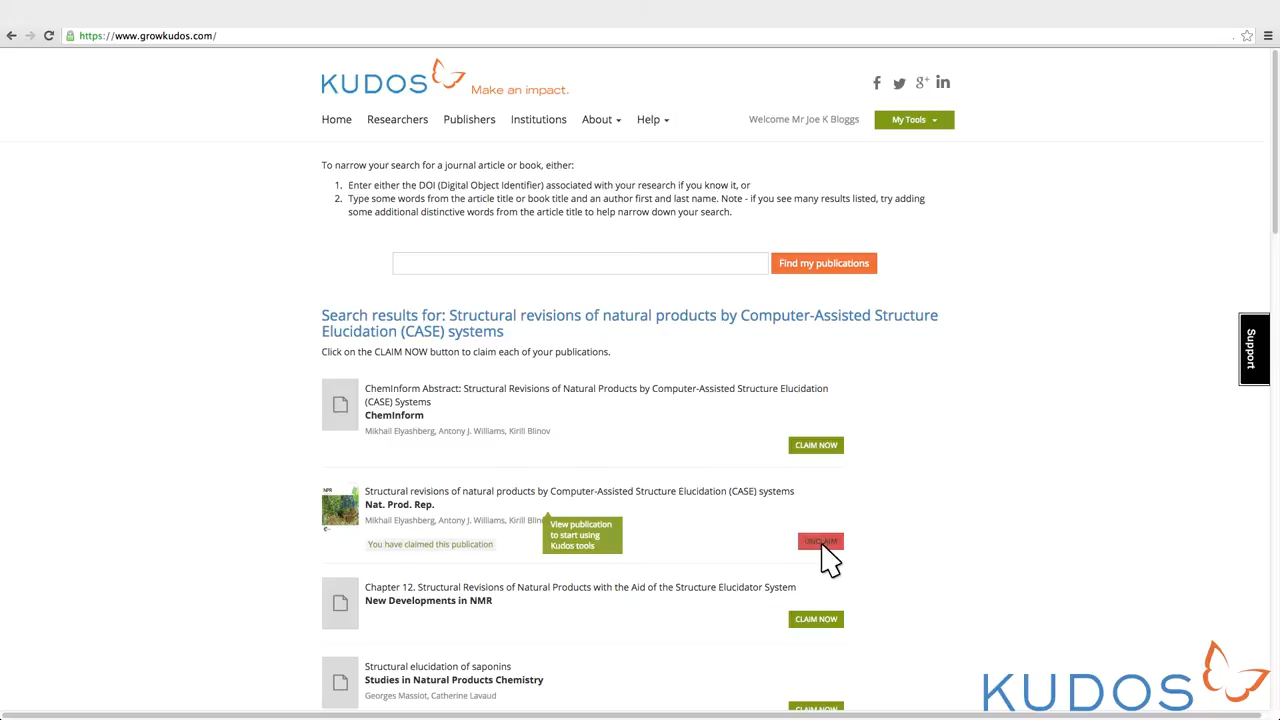 https://www.growkudos.com/
KUDOS Make an impact.
Home Researchers Publishers Institutions About Help Welcome Mr Joe K Bloggs My Tools
To narrow your search for a journal article or book, either:
1. Enter either the DOI (Digital Object Identifier) associated with your research if you know it, or
2. Type some words from the article title or book title and an author first and last name. Note - if you see many results listed, try adding
some additional distinctive words from the article title to help narrow down your search.
Find my publications
Search results for: Structural revisions of natural products by Computer-Assisted Structure
Elucidation (CASE) systems
Click on the CLAIM NOW button to claim each of your publications.
Support
ChemInform Abstract: Structural Revisions of Natural Products by Computer-Assisted Structure Elucidation
(CASE) Systems
ChemInform
Mikhail Elyashberg, Antony J. Williams, Kirill Blinov
CLAIM NOW
NPR
Structural revisions of natural products by Computer-Assisted Structure Elucidation (CASE) systems
Nat. Prod. Rep.
Mikhail Elyashberg, Antony J. Williams, Kirill
View publication
to start using
Kudos tools
You have claimed this publication
UNCLAIM
Chapter 12. Structural Revisions of Natural Products with the Aid of the Structure Elucidator System
New Developments in NMR
CLAIM NOW
Structural elucidation of saponins
Studies in Natural Products Chemistry
Georges Massiot, Catherine Lavaud
CLAIM NOW
KUDOS